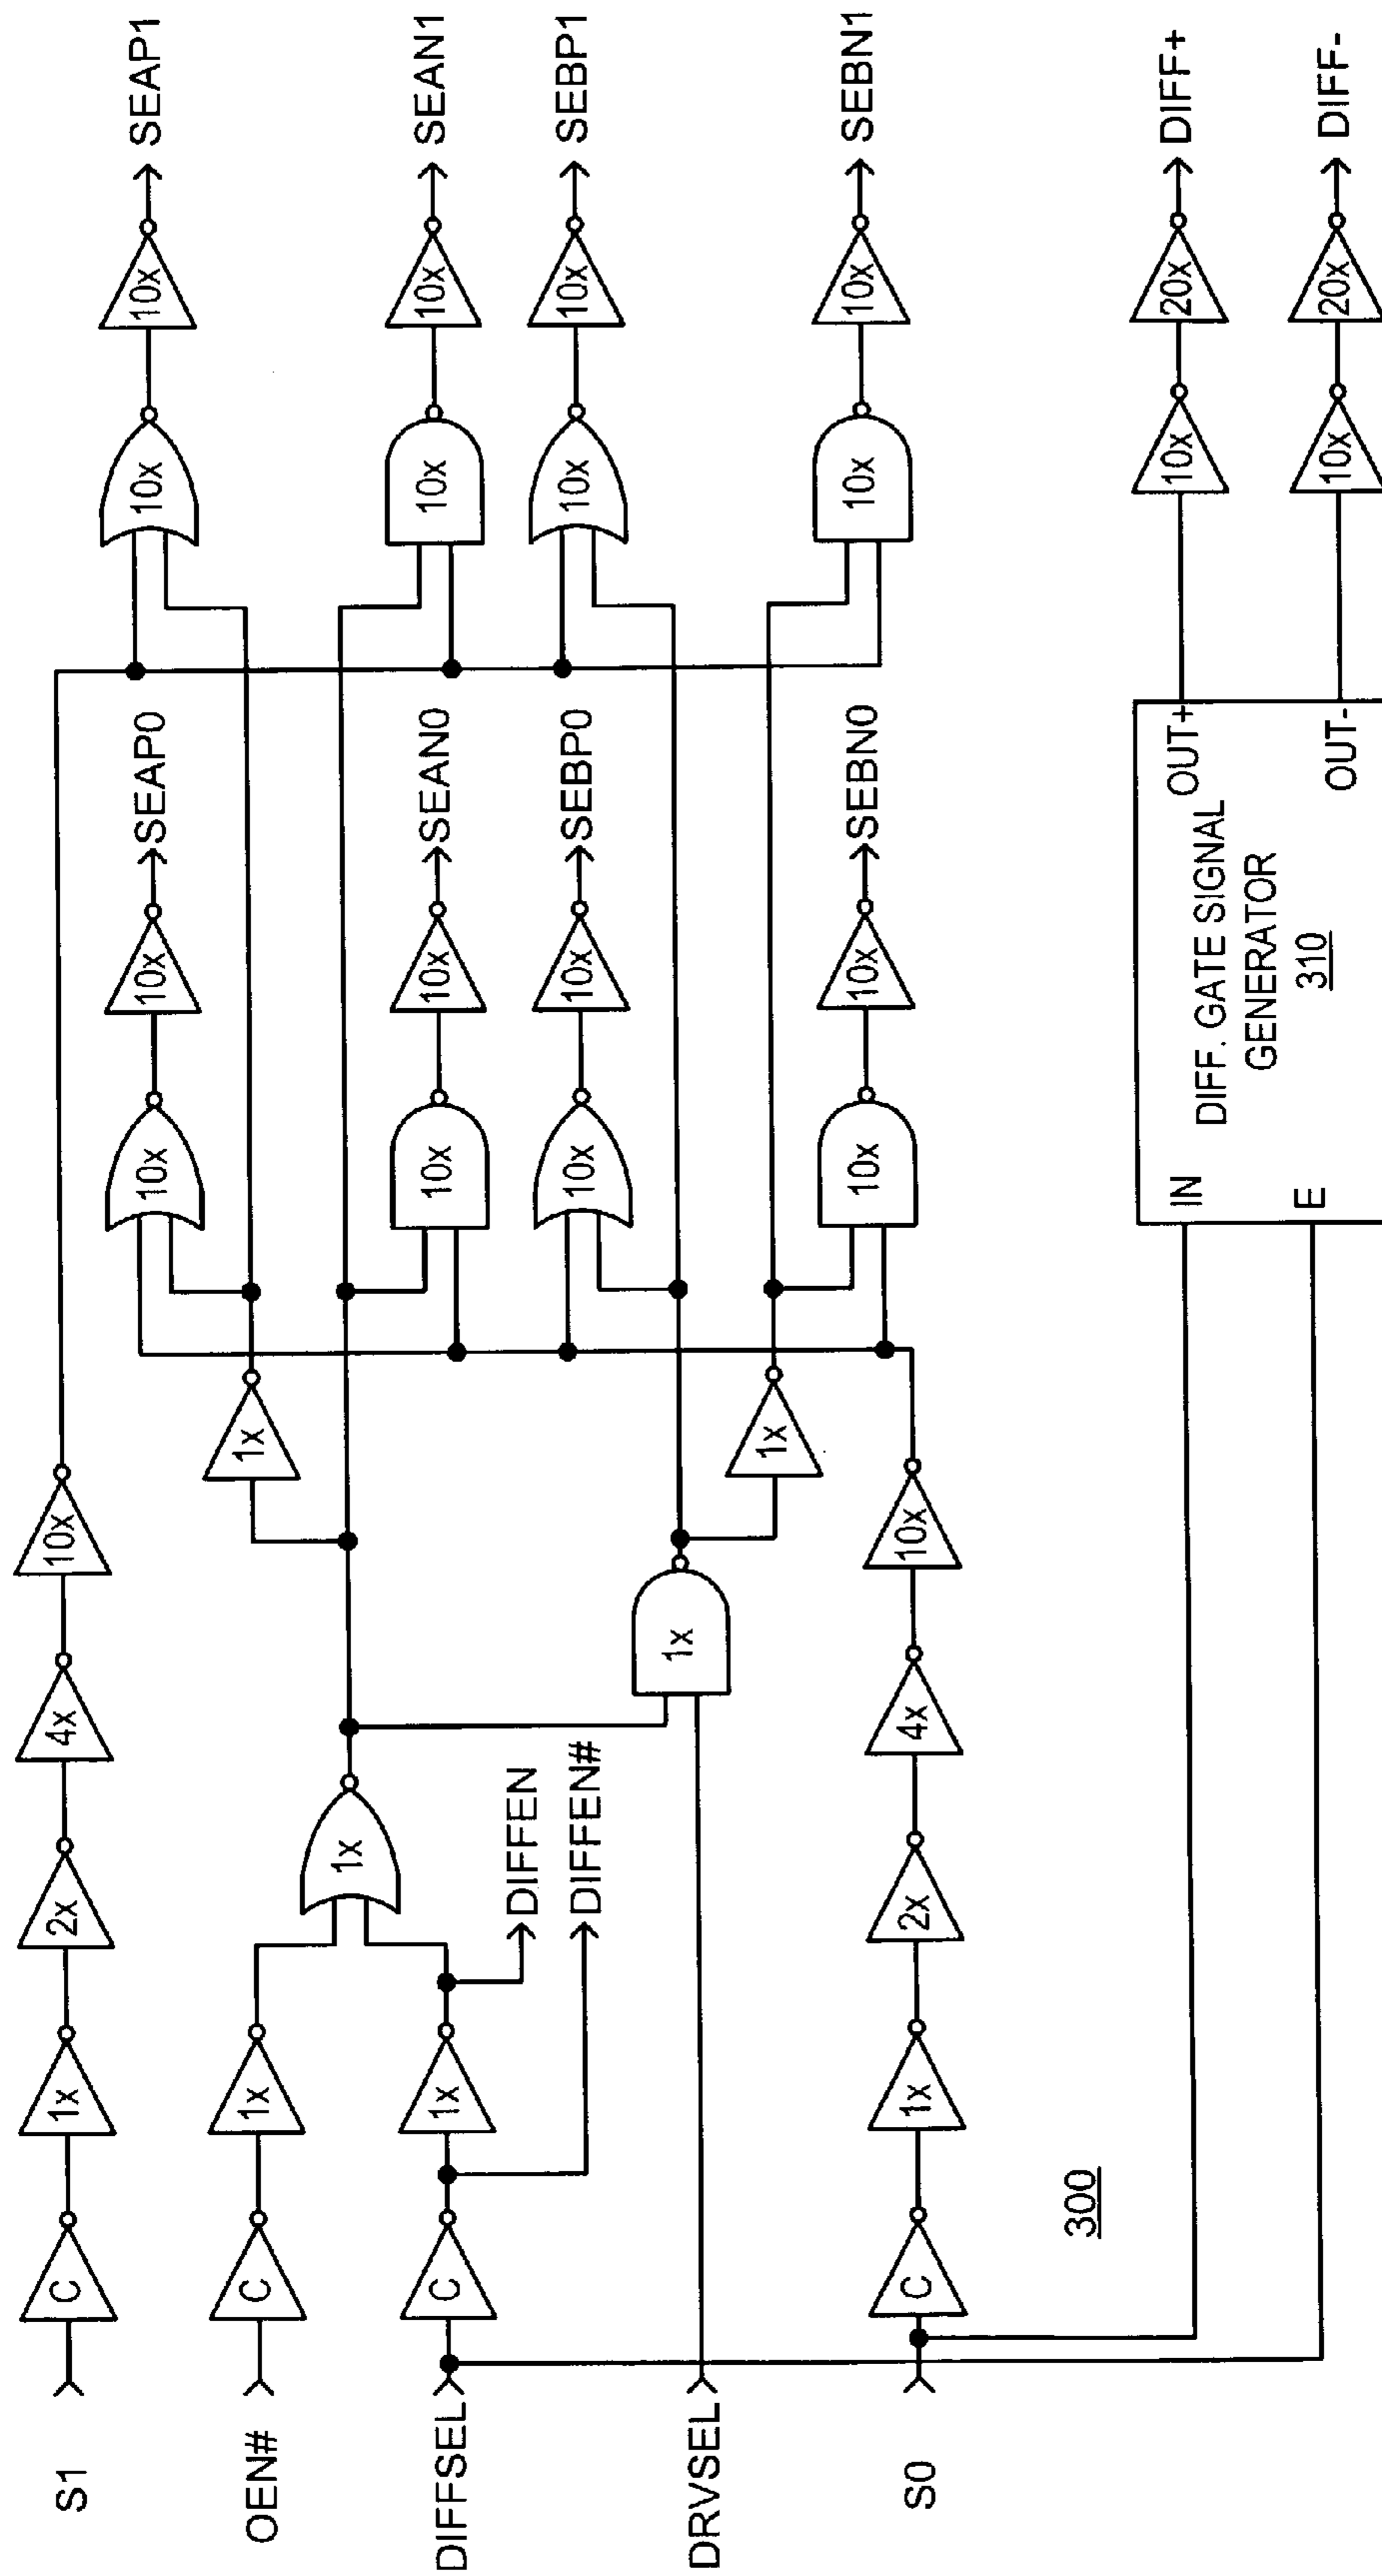 S1
C
1x
2x
4x
10x
10x
10x
SEAP1
OEN#
C
1x
1x
10x
10x
SEAP0
DIFFSEL
C
1x
1x
DIFFEN
DIFFEN#
10x
10x
SEAN0
10x
10x
SEAN1
10x
10x
SEBP0
10x
10x
SEBP1
DRVSEL
1x
1x
10x
10x
SEBN0
10x
10x
SEBN1
S0
C
1x
2x
4x
10x
300
IN
E
DIFF. GATE SIGNAL
GENERATOR
310
OUT+
OUT-
10x
20x
DIFF+
10x
20x
DIFF-